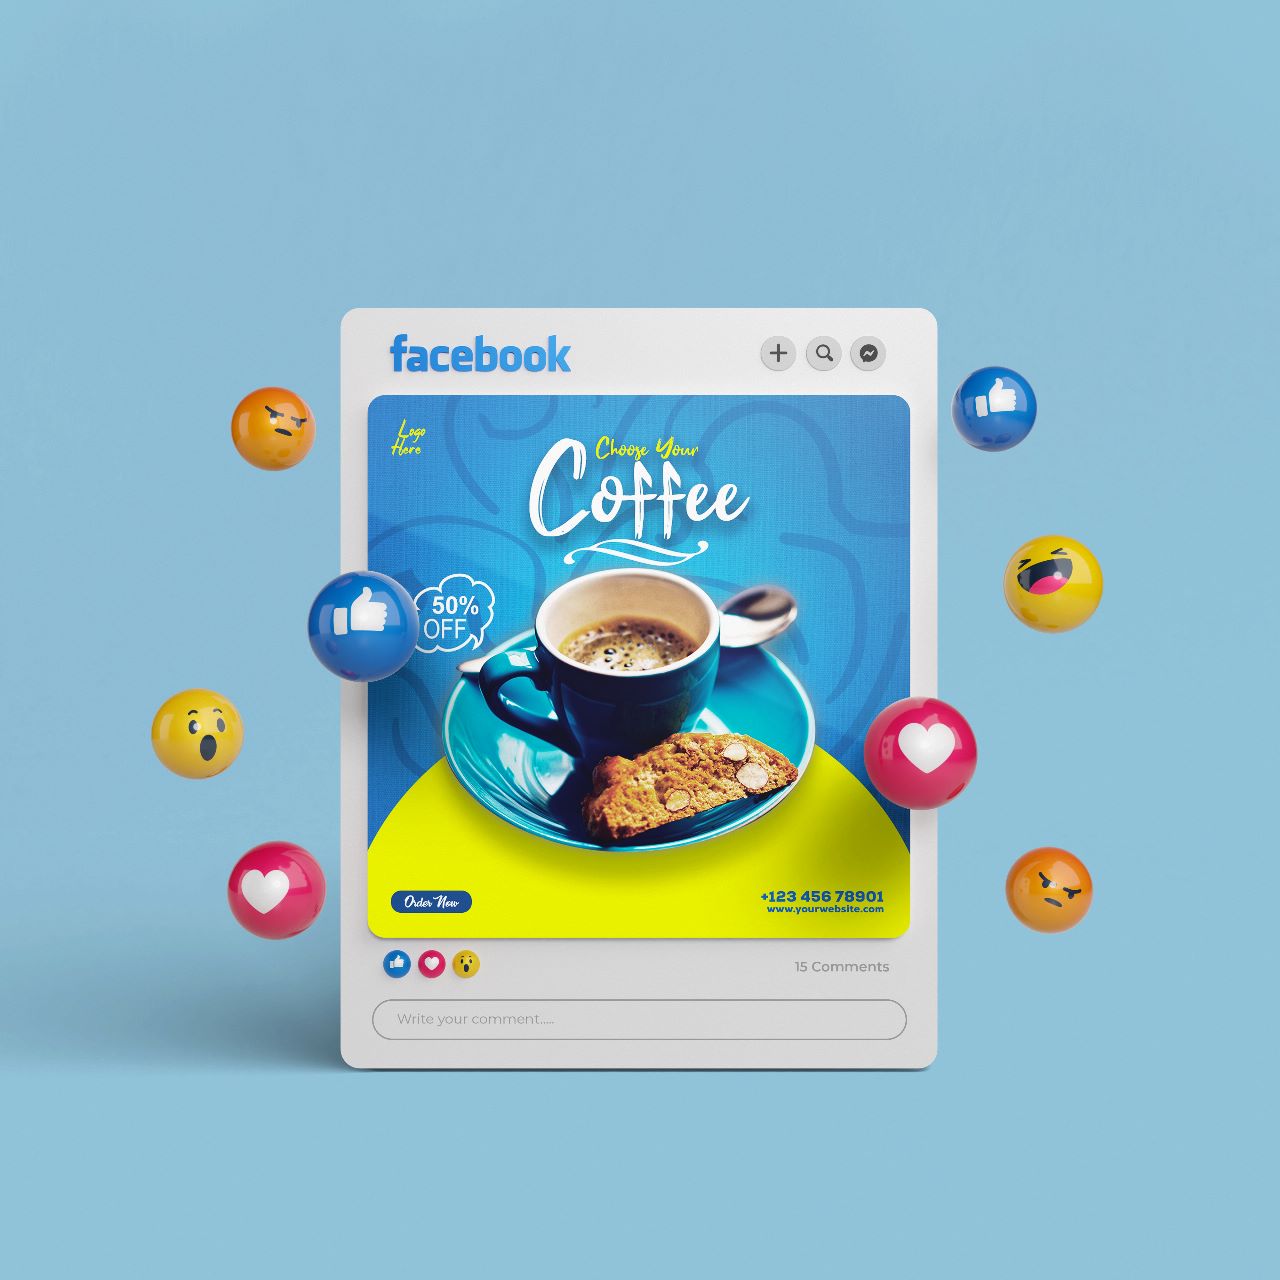 facebook
Logo
Here
Choose Your
Coffee
50%
OFF
Order Now
+123 456 78901
www.yourwebsite.com
15 Comments
Write your comment.....